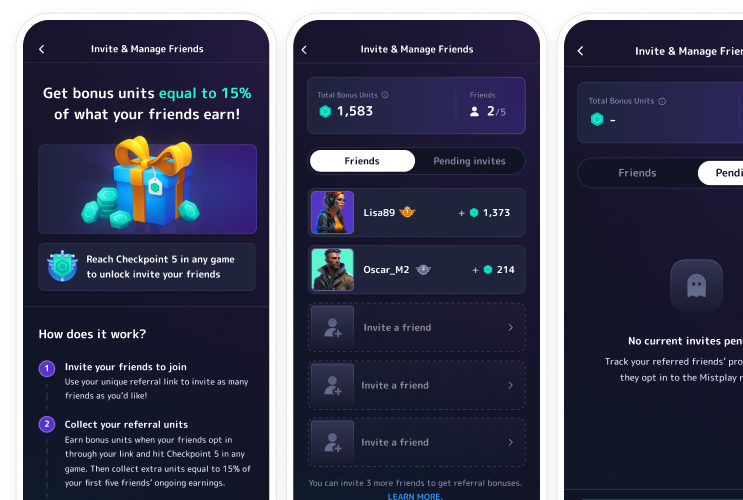 Invite & Manage Friends
Get bonus units equal to 15%
of what your friends earn!
Reach Checkpoint 5 in any game
to unlock invite your friends
How does it work?
1
Invite your friends to join
Use your unique referral link to invite as many
friends as you'd like!
2
Collect your referral units
Earn bonus units when your friends opt in
through your link and hit Checkpoint 5 in any
game. Then collect extra units equal to 15% of
your first five friends' ongoing earnings.
Invite & Manage Friends
Total Bonus Units
Friends
1,583
2/5
Friends
Pending invites
Lisa89
+ 1,373
Oscar_M2
+ 214
Invite a friend
Invite a friend
Invite a friend
You can invite 3 more friends to get referral bonuses.
LEARN MORE.
Invite & Manage Frien
Total Bonus Units
-
Friends
Pendi
No current invites pen
Track your referred friends' pro
they opt in to the Mistplay r